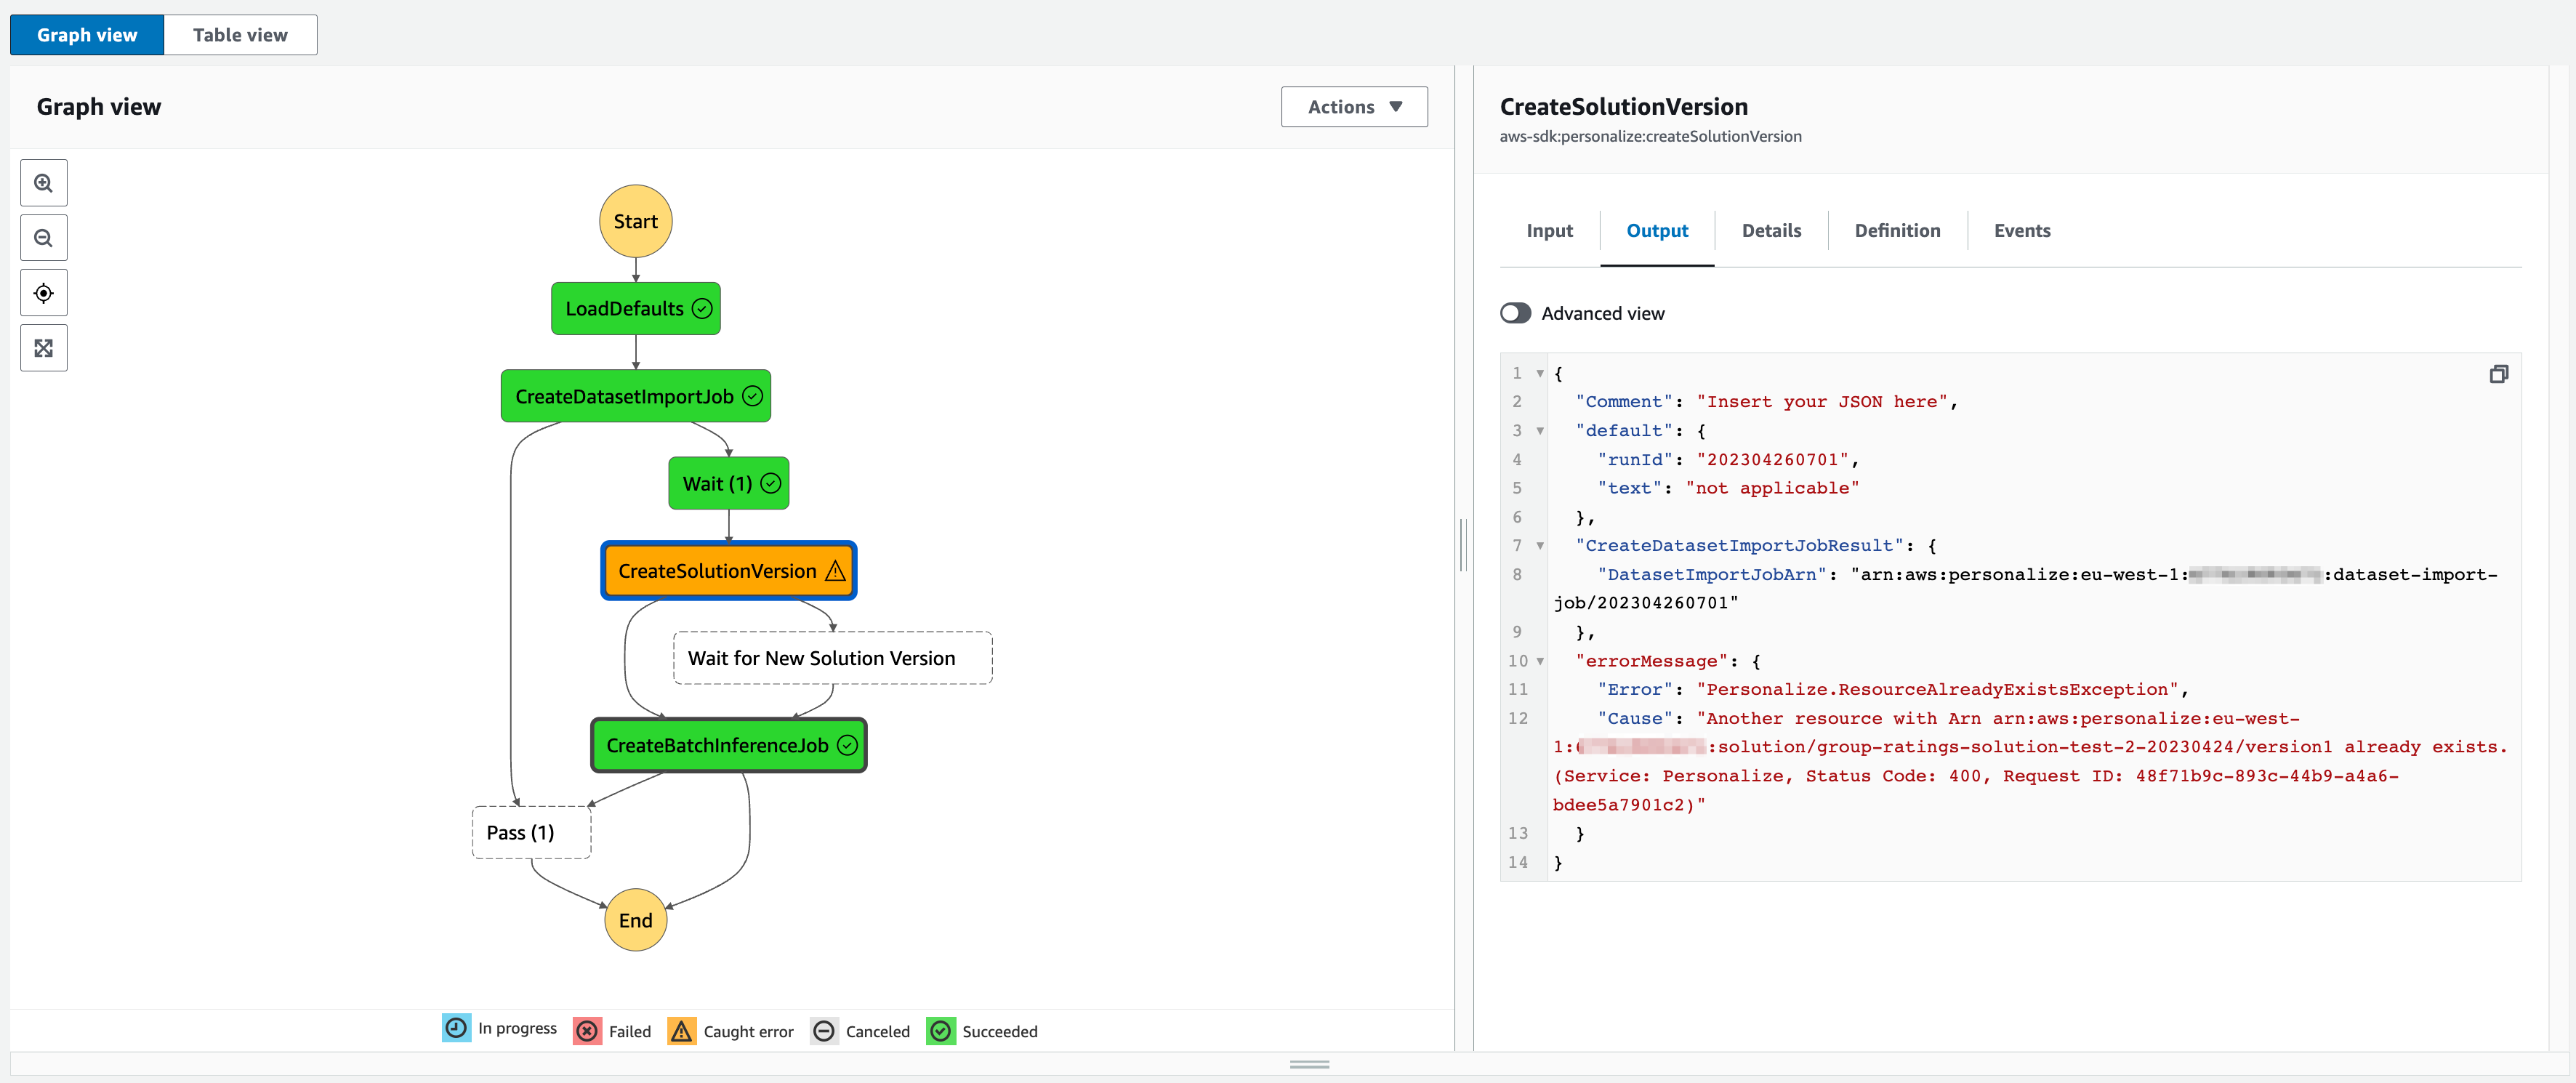 Graph view
Table view
Graph view
Actions
Start
LoadDefaults
CreateDatasetImportJob
Wait (1)
CreateSolutionVersion
Wait for New Solution Version
CreateBatchInferenceJob
Pass (1)
End
In progress
Failed
Caught error
Canceled
Succeeded
CreateSolutionVersion
aws-sdk:personalize:createSolutionVersion
Input
Output
Details
Definition
Events
Advanced view
1 {
2 "Comment": "Insert your JSON here",
3 "default": {
4 "runId": "202304260701",
5 "text": "not applicable"
6 },
7 "CreateDatasetImportJobResult": {
8 "DatasetImportJobArn": "arn:aws:personalize:eu-west-1: :dataset-import-
job/202304260701"
9 },
10 "errorMessage": {
11 "Error": "Personalize.ResourceAlreadyExistsException",
12 "Cause": "Another resource with Arn arn:aws:personalize:eu-west-
1: :solution/group-ratings-solution-test-2-20230424/version1 already exists.
(Service: Personalize, Status Code: 400, Request ID: 48f71b9c-893c-44b9-a4a6-
bdee5a7901c2)"
13 }
14 }